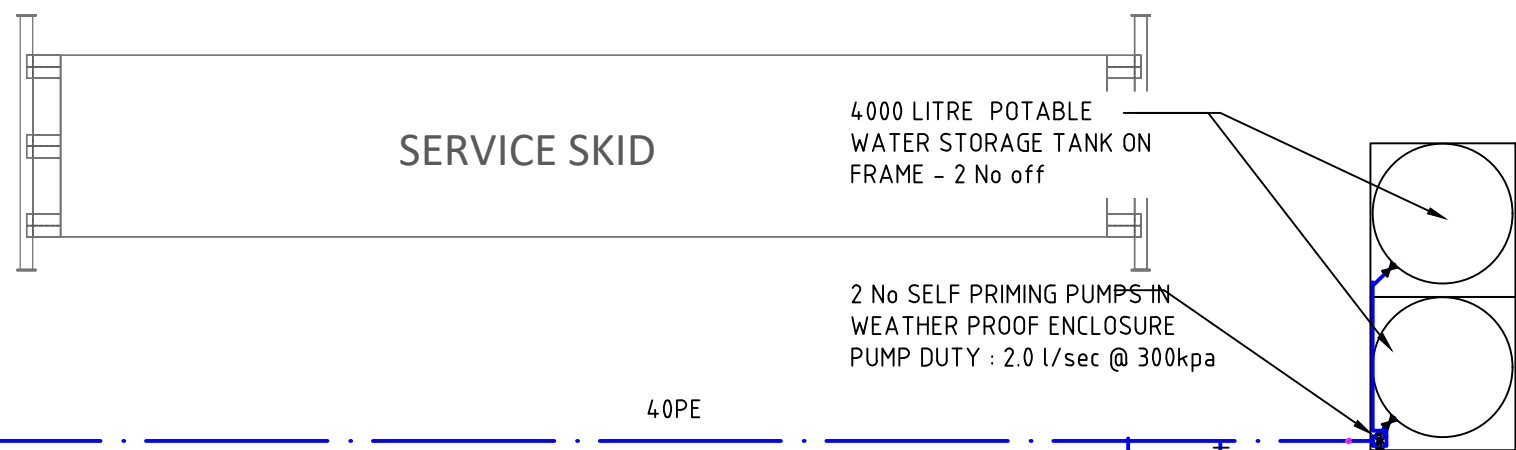 SERVICE SKID
4000 LITRE POTABLE
WATER STORAGE TANK ON
FRAME - 2 No off
2 No SELF PRIMING PUMPS IN
WEATHER PROOF ENCLOSURE
PUMP DUTY : 2.0 l/sec @ 300kpa
40PE